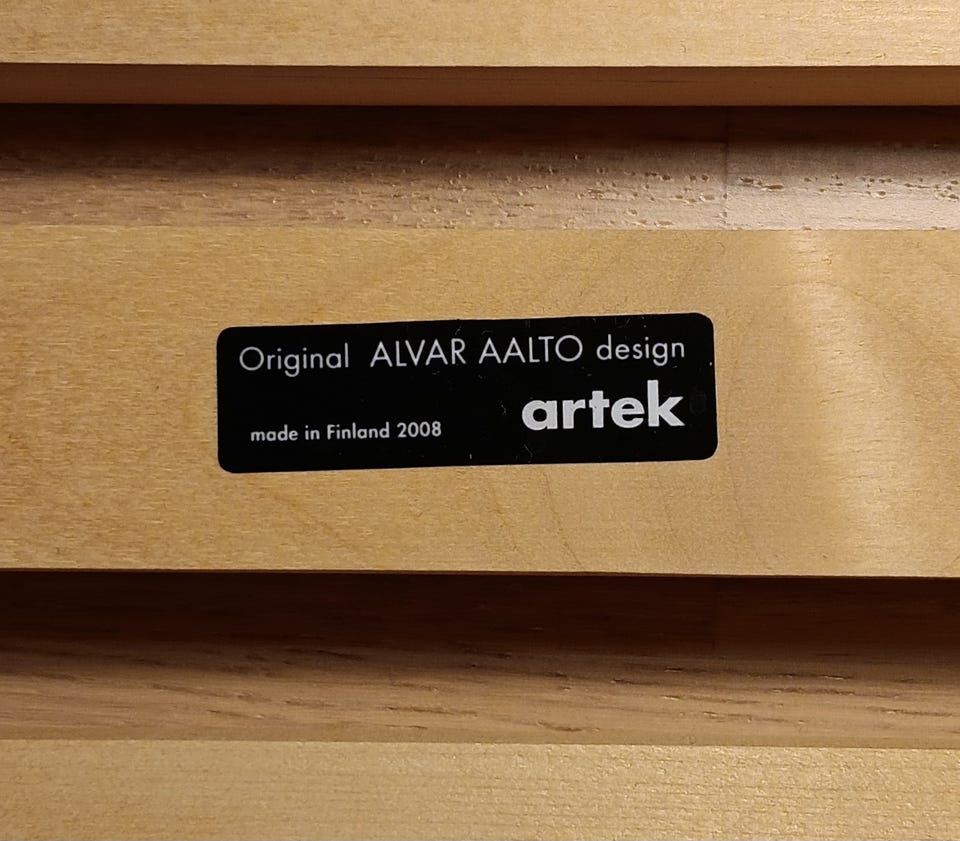 Original ALVAR AALTO design
artek
made in Finland 2008